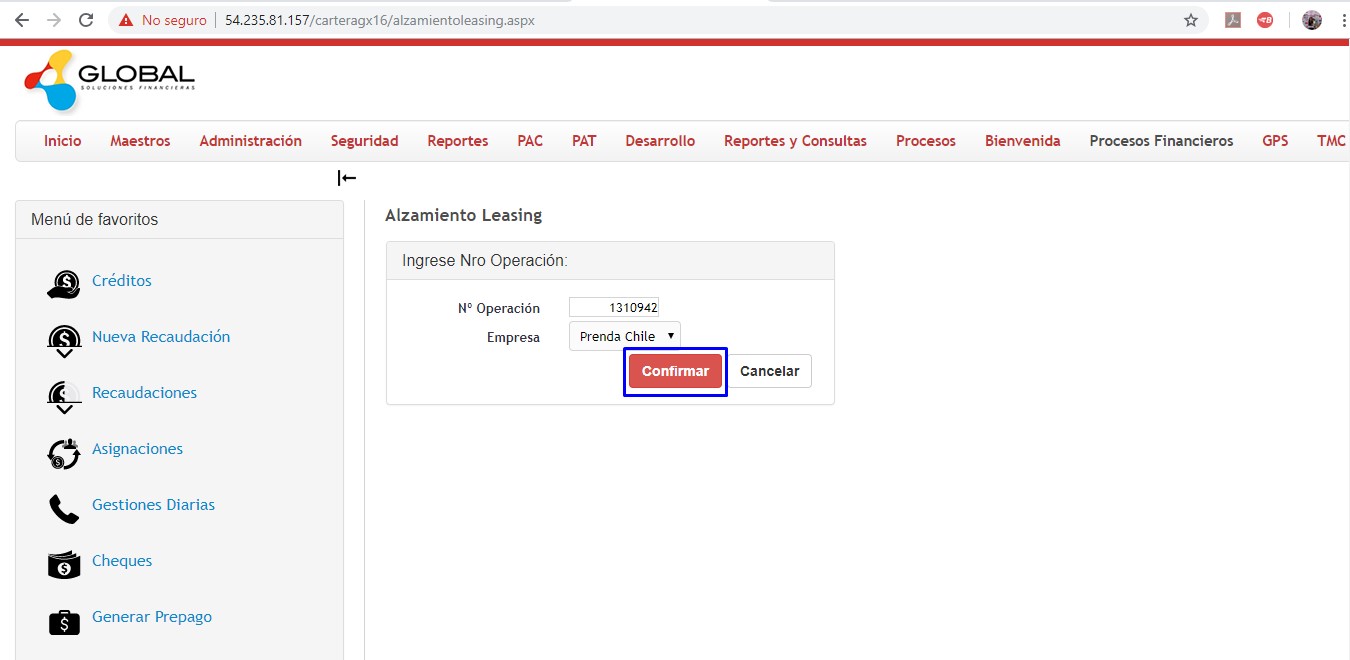 No seguro | 54.235.81.157/carteragx16/alzamientoleasing.aspx
GLOBAL
SOLUCIONES FINANCIERAS
Inicio Maestros Administración Seguridad Reportes PAC PAT Desarrollo Reportes y Consultas Procesos Bienvenida Procesos Financieros GPS TMC
Menú de favoritos
Créditos
Nueva Recaudación
Recaudaciones
Asignaciones
Gestiones Diarias
Cheques
Generar Prepago
Alzamiento Leasing
Ingrese Nro Operación:
Nº Operación 1310942
Empresa Prenda Chile
Confirmar Cancelar